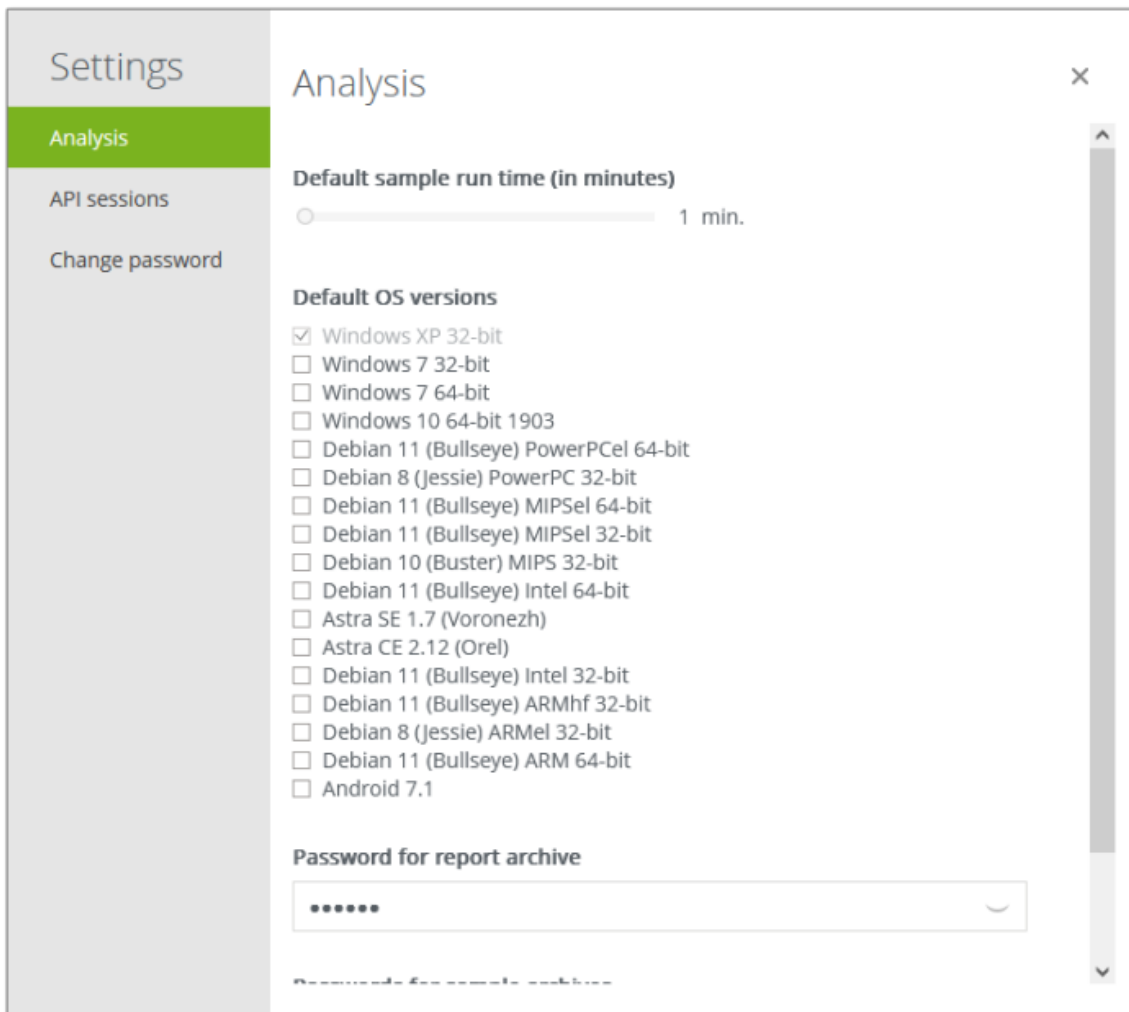 Settings
Analysis
API sessions
Change password
Analysis
Default sample run time (in minutes)
1 min.
Default OS versions
Windows XP 32-bit
Windows 7 32-bit
Windows 7 64-bit
Windows 10 64-bit 1903
Debian 11 (Bullseye) PowerPCel 64-bit
Debian 8 (Jessie) PowerPC 32-bit
Debian 11 (Bullseye) MIPSel 64-bit
Debian 11 (Bullseye) MIPSel 32-bit
Debian 10 (Buster) MIPS 32-bit
Debian 11 (Bullseye) Intel 64-bit
Astra SE 1.7 (Voronezh)
Astra CE 2.12 (Orel)
Debian 11 (Bullseye) Intel 32-bit
Debian 11 (Bullseye) ARMhf 32-bit
Debian 8 (Jessie) ARMel 32-bit
Debian 11 (Bullseye) ARM 64-bit
Android 7.1
Password for report archive
••••••
Passwords for sample archives